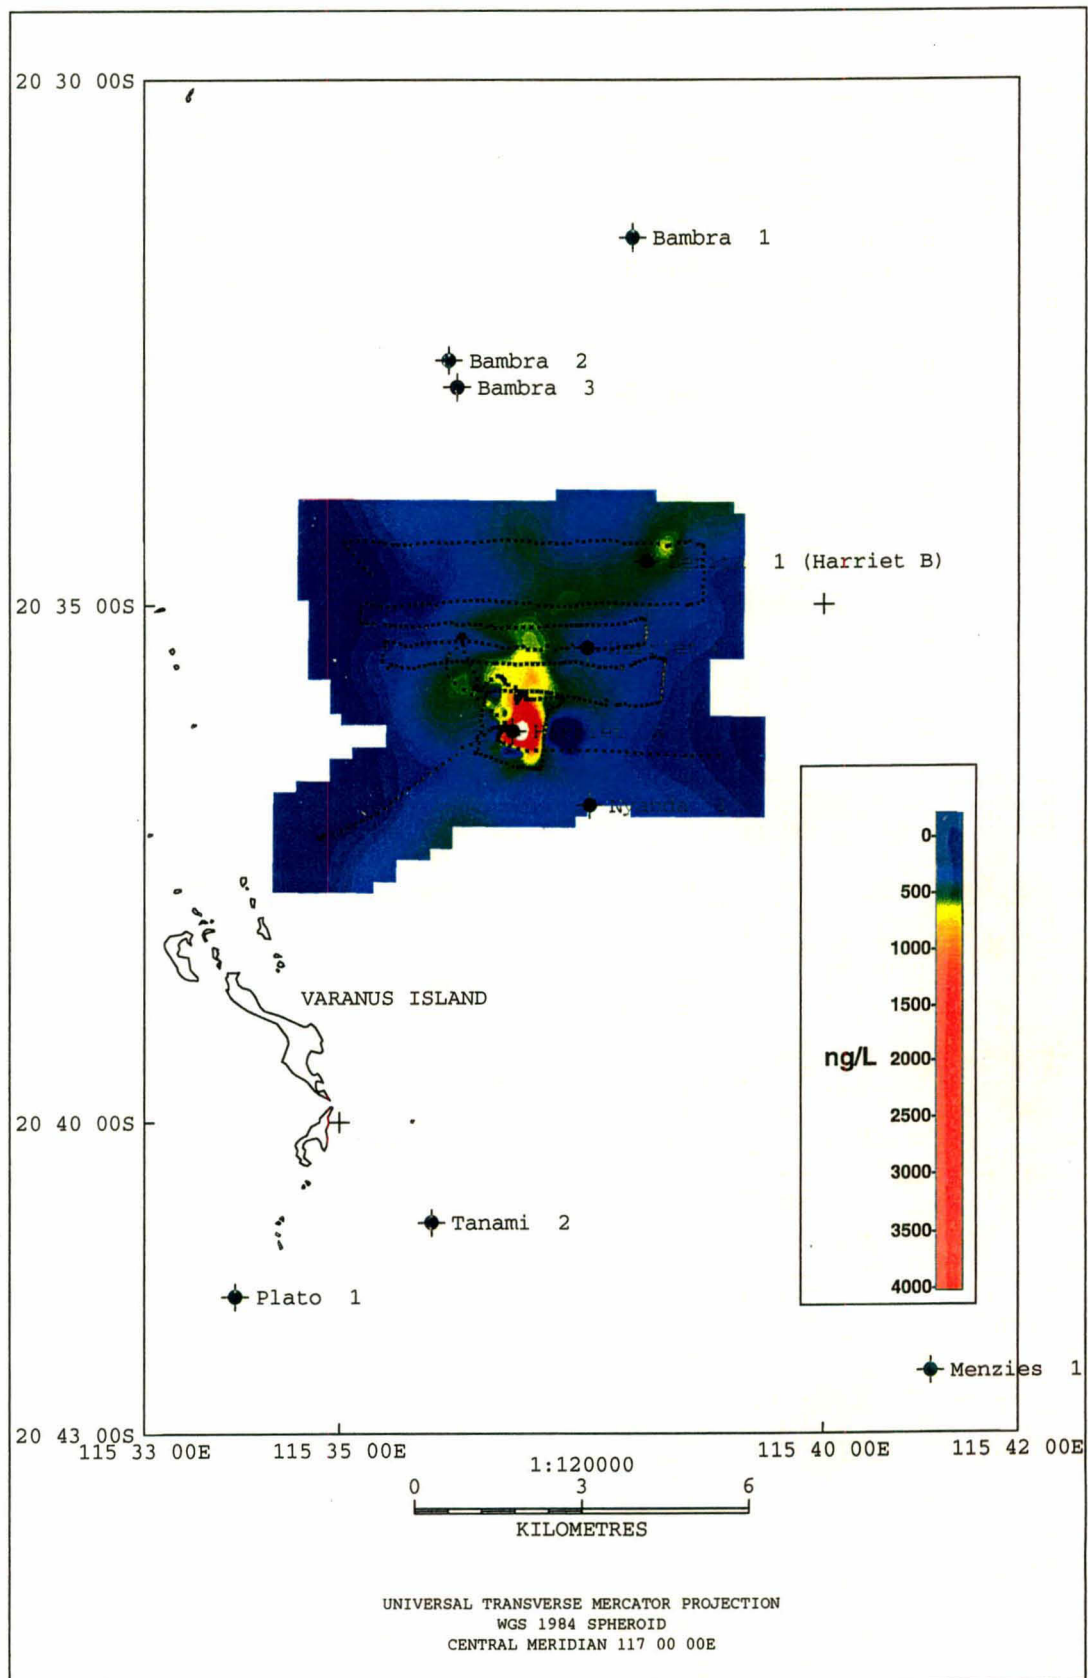 20 30 00S
Bambra 1
Bambra 2
Bambra 3
1 (Harriet B)
20 35 00S
0
500
1000
1500
ng/L 2000
2500
3000
3500
4000
VARANUS ISLAND
20 40 00S
Tanami 2
Plato 1
Menzies 1
20 43 00S
115 33 00E 115 35 00E 115 40 00E 115 42 00E
1:120000
0 3 6
KILOMETRES
UNIVERSAL TRANSVERSE MERCATOR PROJECTION
WGS 1984 SPHEROID
CENTRAL MERIDIAN 117 00 00E